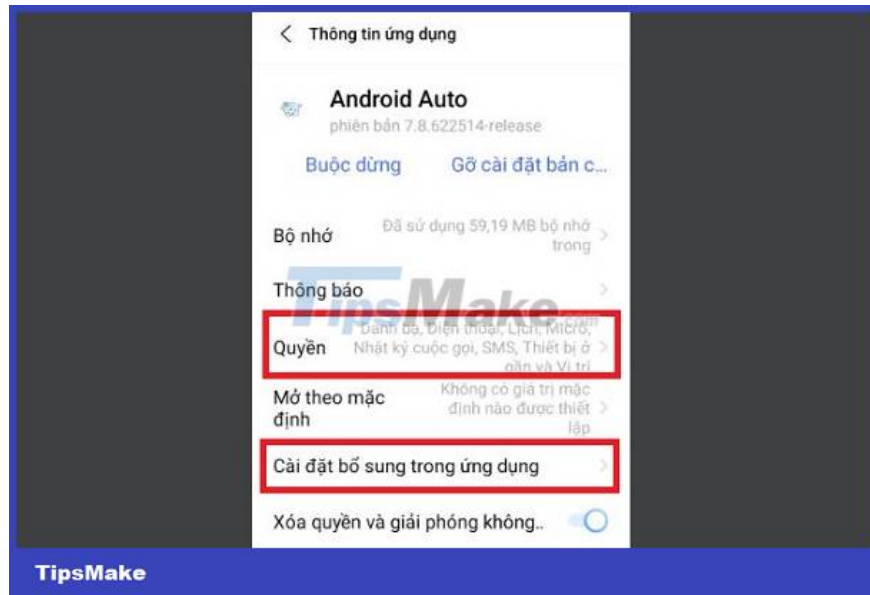 Thông tin ứng dụng
Android Auto
phiên bản 7.8.622514-release
Buộc dừng
Gỡ cài đặt bản c...
Bộ nhớ
Đã sử dụng 59,19 MB bộ nhớ
trong
Thông báo
TipsMake.com
Quyền
Danh bạ, Điện thoại, Lịch, Micrô,
Nhật ký cuộc gọi, SMS, Thiết bị ở
gần và Vị trí
Mở theo mặc
định
Không có giá trị mặc
định nào được thiết
lập
Cài đặt bổ sung trong ứng dụng
Xóa quyền và giải phóng không..
TipsMake